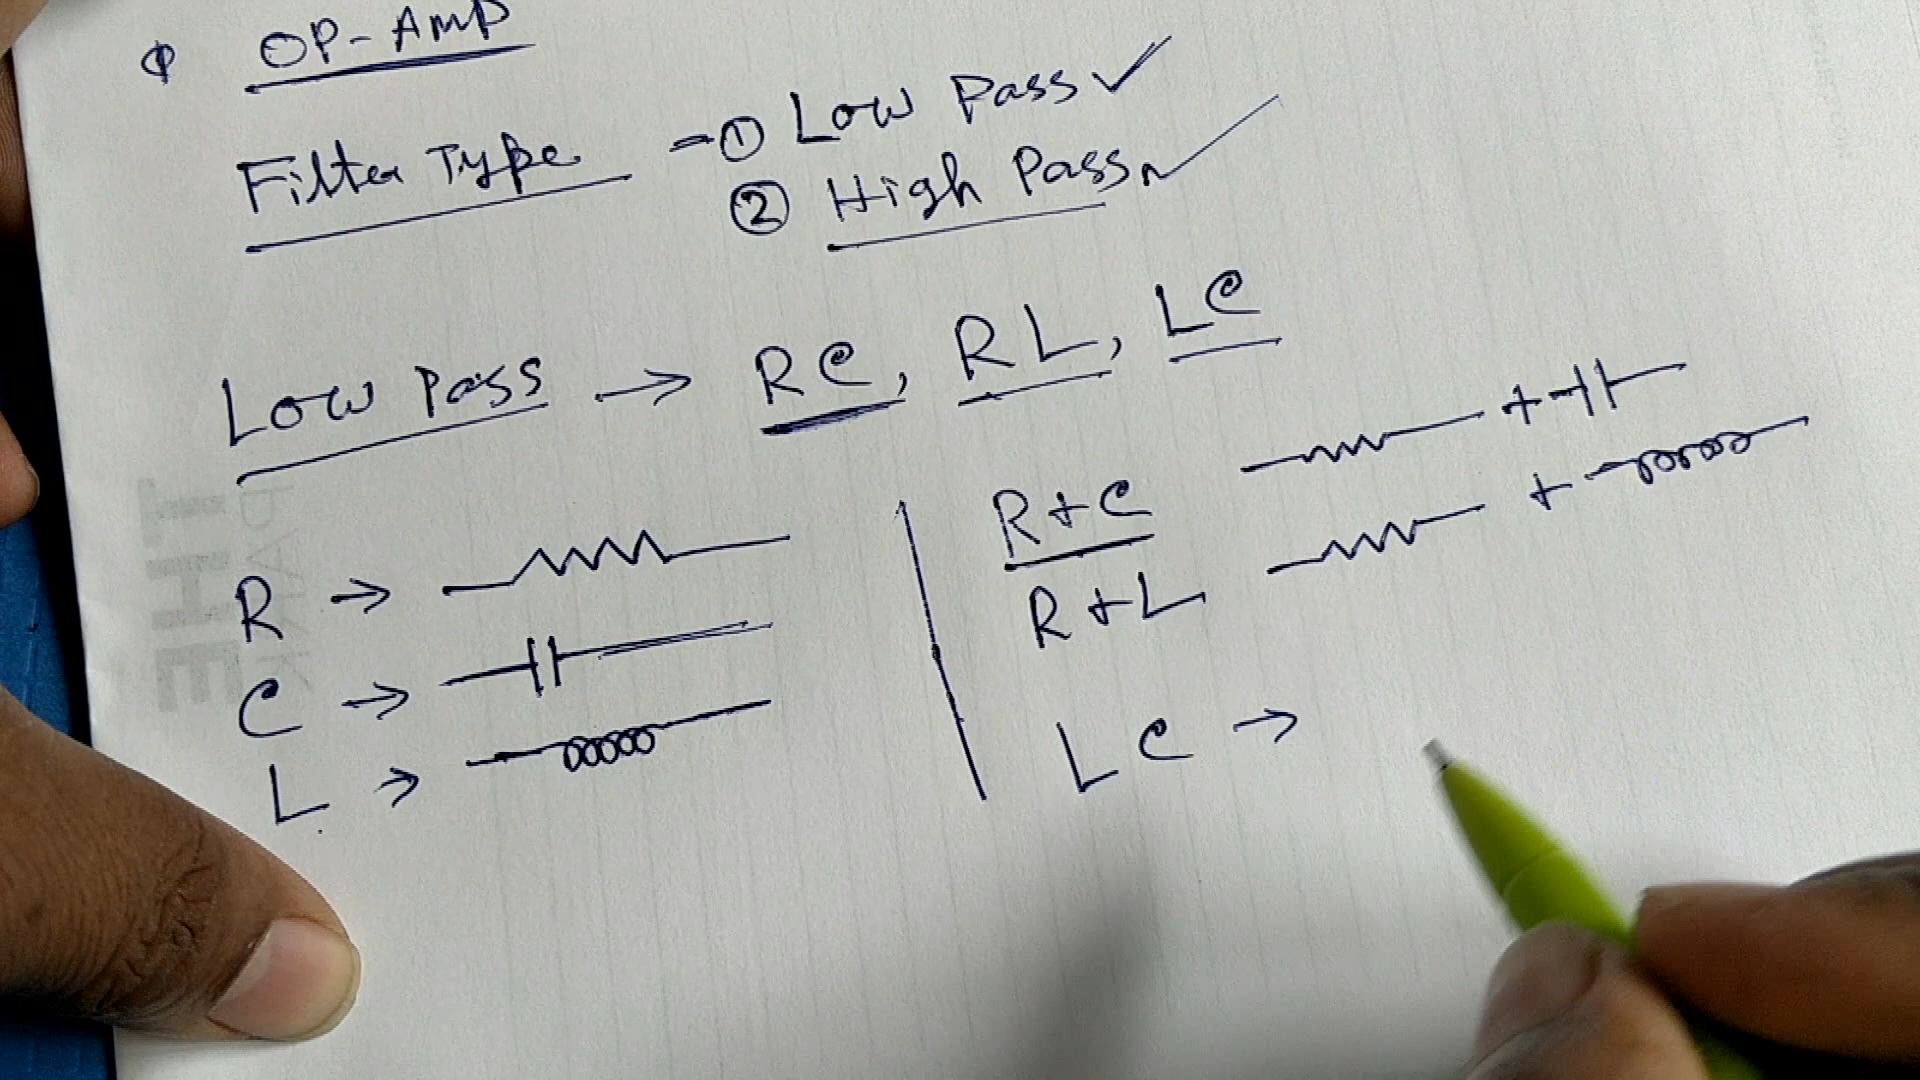 OP-AMP
Filter Type - ① Low Pass ✓
② High Pass ✓
Low Pass → RC, RL, LC
R →
C →
L →
R+C +
R+L +
LC →